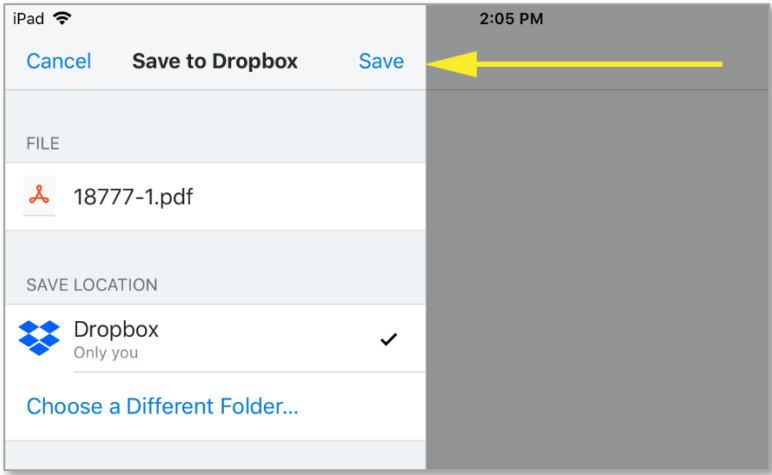 iPad 2:05 PM
Cancel Save to Dropbox Save
FILE
18777-1.pdf
SAVE LOCATION
Dropbox
Only you
Choose a Different Folder...